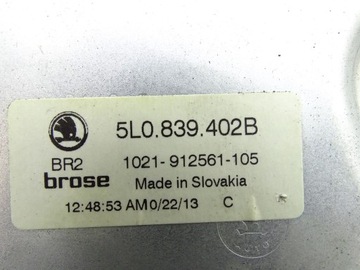 5L0.839.402B
BR2 1021-912561-105
brose Made in Slovakia
12:48:53 AM0/22/13 C